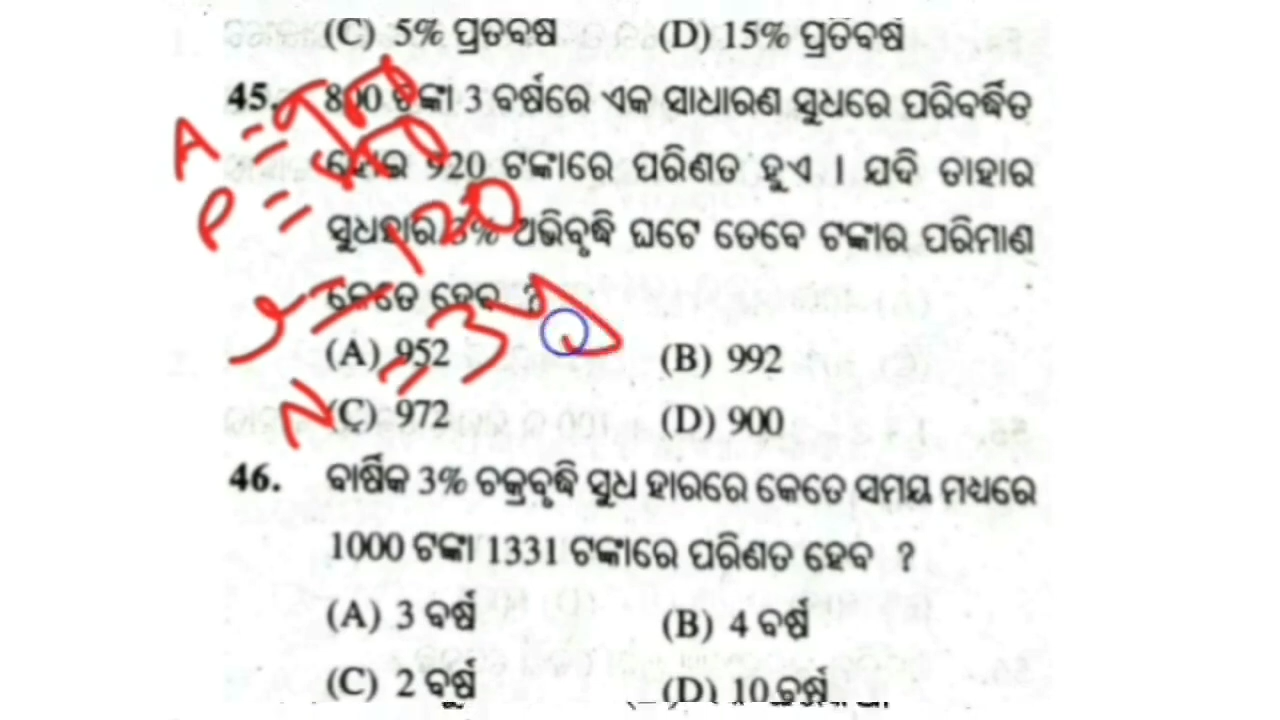 (C) 5% ପ୍ରତିବର୍ଷ (D) 15% ପ୍ରତିବର୍ଷ
45. 800 ଟଙ୍କା 3 ବର୍ଷରେ ଏକ ସାଧାରଣ ସୁଧରେ ପରିବର୍ଦ୍ଧିତ
920 ଟଙ୍କାରେ ପରିଣତ ହୁଏ । ଯଦି ତାହାର
ସୁଧହାର 3% ଅଭିବୃଦ୍ଧି ଘଟେ ତେବେ ଟଙ୍କାର ପରିମାଣ
କେତେ ହେବ ?
(A) 952 (B) 992
(C) 972 (D) 900
46. ବାର୍ଷିକ 3% ଚକ୍ରବୃଦ୍ଧି ସୁଧ ହାରରେ କେତେ ସମୟ ମଧ୍ୟରେ
1000 ଟଙ୍କା 1331 ଟଙ୍କାରେ ପରିଣତ ହେବ ?
(A) 3 ବର୍ଷ (B) 4 ବର୍ଷ
(C) 2 ବର୍ଷ (D) 10 ବର୍ଷ
A =
P =
= 120
N = 3